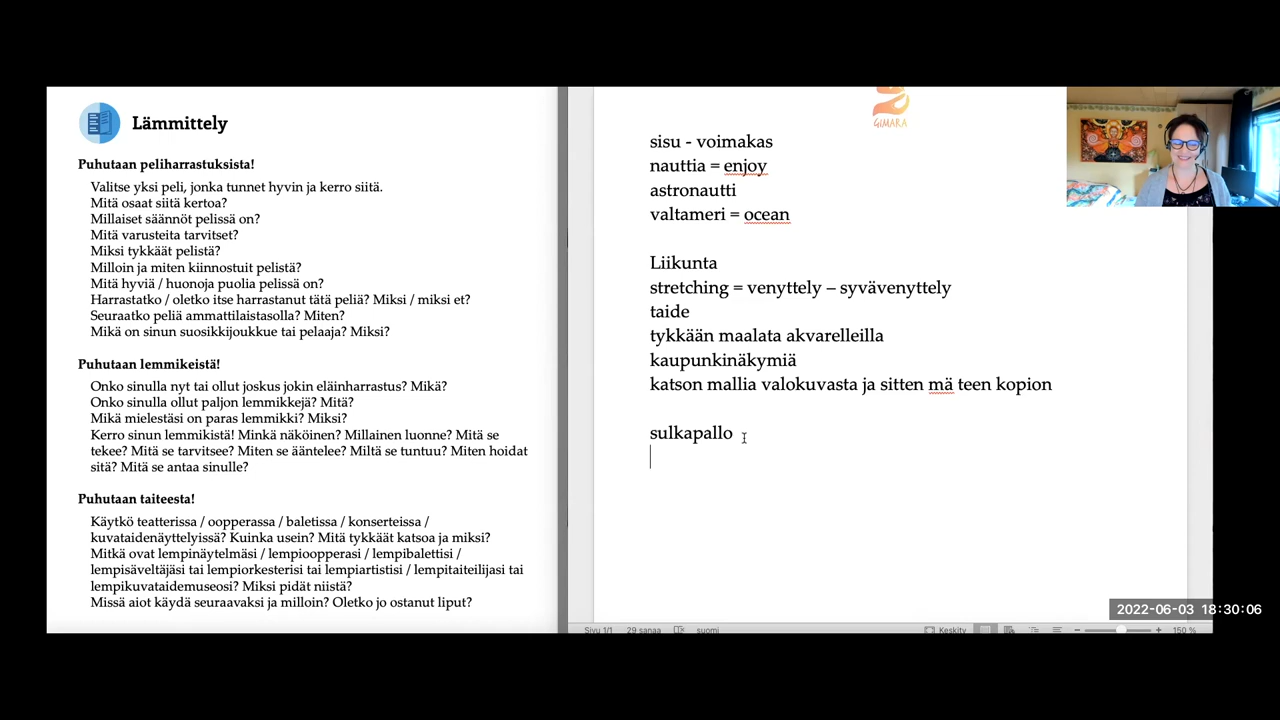 Lämmittely
Puhutaan peliharrastuksista!
Valitse yksi peli, jonka tunnet hyvin ja kerro siitä.
Mitä osaat siitä kertoa?
Millaiset säännöt pelissä on?
Mitä varusteita tarvitset?
Miksi tykkäät pelistä?
Milloin ja miten kiinnostuit pelistä?
Mitä hyviä / huonoja puolia pelissä on?
Harrastatko / oletko itse harrastanut tätä peliä? Miksi / miksi et?
Seuraatko peliä ammattilaistasolla? Miten?
Mikä on sinun suosikkijoukkue tai pelaaja? Miksi?
Puhutaan lemmikeistä!
Onko sinulla nyt tai ollut joskus jokin eläinharrastus? Mikä?
Onko sinulla ollut paljon lemmikkejä? Mitä?
Mikä mielestäsi on paras lemmikki? Miksi?
Kerro sinun lemmikistä! Minkä näköinen? Millainen luonne? Mitä se
tekee? Mitä se tarvitsee? Miten se ääntelee? Miltä se tuntuu? Miten hoidat
sitä? Mitä se antaa sinulle?
Puhutaan taiteesta!
Käytkö teatterissa / oopperassa / baletissa / konserteissa /
kuvataidenäyttelyissä? Kuinka usein? Mitä tykkäät katsoa ja miksi?
Mitkä ovat lempinäytelmäsi / lempioopperasi / lempibalettisi /
lempisäveltäjäsi tai lempiorkesterisi tai lempiartistisi / lempitaiteilijasi tai
lempikuvataidemuseosi? Miksi pidät niistä?
Missä aiot käydä seuraavaksi ja milloin? Oletko jo ostanut liput?
GIMARA
sisu - voimakas
nauttia = enjoy
astronautti
valtameri = ocean
Liikunta
stretching = venyttely – syvävenyttely
taide
tykkään maalata akvarelleilla
kaupunkinäkymiä
katson mallia valokuvasta ja sitten mä teen kopion
sulkapallo
2022-06-03 18:30:06
Sivu 1/1 29 sanaa suomi Keskity 150 %